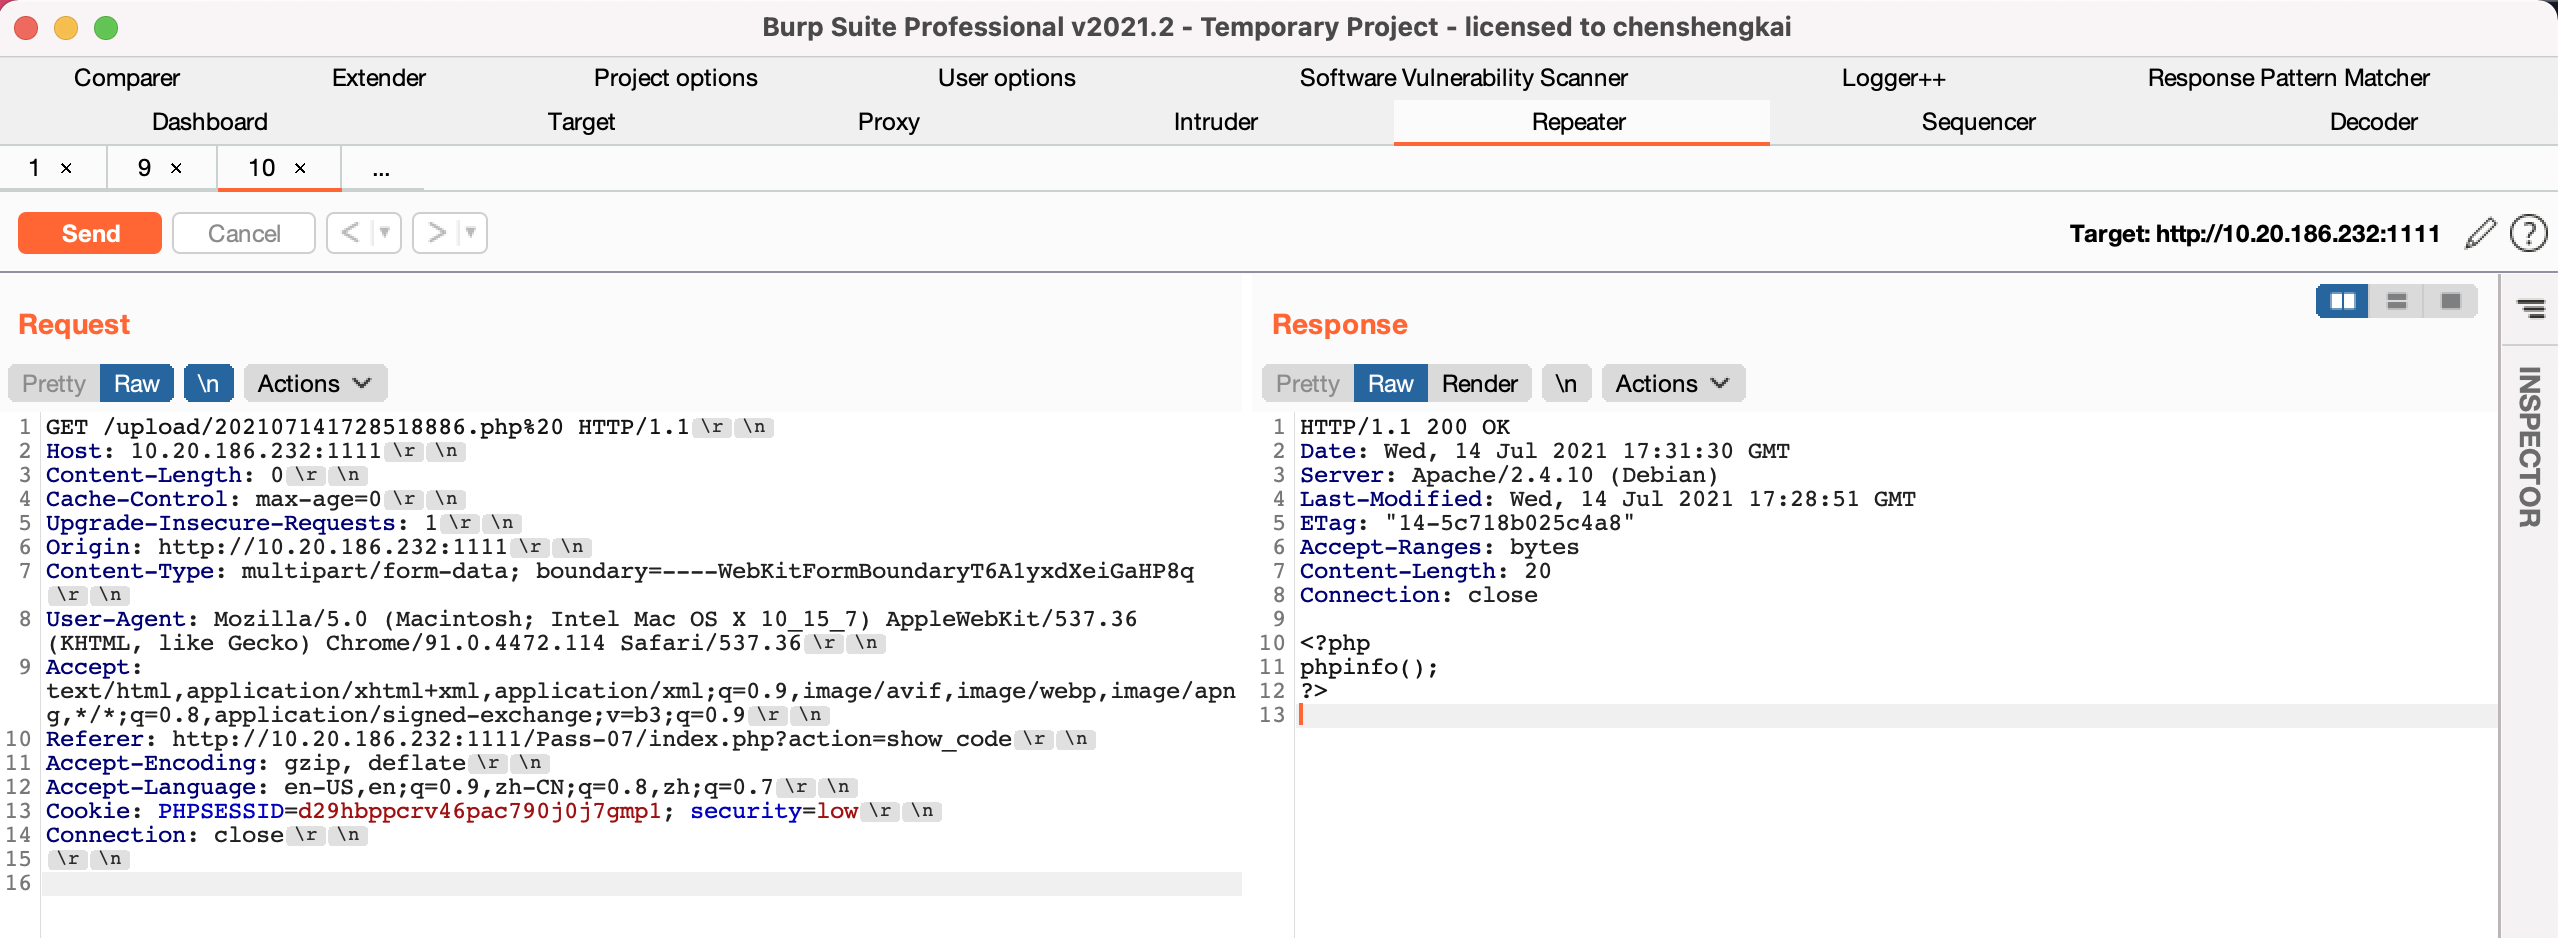 Burp Suite Professional v2021.2 - Temporary Project - licensed to chenshengkai
Comparer Extender Project options User options Software Vulnerability Scanner Logger++ Response Pattern Matcher
Dashboard Target Proxy Intruder Repeater Sequencer Decoder
1 × 9 × 10 × ...
Send Cancel < > Target: http://10.20.186.232:1111 ?
Request
Pretty Raw \n Actions
1 GET /upload/202107141728518886.php%20 HTTP/1.1 \r \n
2 Host: 10.20.186.232:1111 \r \n
3 Content-Length: 0 \r \n
4 Cache-Control: max-age=0 \r \n
5 Upgrade-Insecure-Requests: 1 \r \n
6 Origin: http://10.20.186.232:1111 \r \n
7 Content-Type: multipart/form-data; boundary=----WebKitFormBoundaryT6A1yxdXeiGaHP8q
\r \n
8 User-Agent: Mozilla/5.0 (Macintosh; Intel Mac OS X 10_15_7) AppleWebKit/537.36
(KHTML, like Gecko) Chrome/91.0.4472.114 Safari/537.36 \r \n
9 Accept:
text/html,application/xhtml+xml,application/xml;q=0.9,image/avif,image/webp,image/apn
g,*/*;q=0.8,application/signed-exchange;v=b3;q=0.9 \r \n
10 Referer: http://10.20.186.232:1111/Pass-07/index.php?action=show_code \r \n
11 Accept-Encoding: gzip, deflate \r \n
12 Accept-Language: en-US,en;q=0.9,zh-CN;q=0.8,zh;q=0.7 \r \n
13 Cookie: PHPSESSID=d29hbppcrv46pac790j0j7gmp1; security=low \r \n
14 Connection: close \r \n
15 \r \n
16
Response
Pretty Raw Render \n Actions
1 HTTP/1.1 200 OK
2 Date: Wed, 14 Jul 2021 17:31:30 GMT
3 Server: Apache/2.4.10 (Debian)
4 Last-Modified: Wed, 14 Jul 2021 17:28:51 GMT
5 ETag: "14-5c718b025c4a8"
6 Accept-Ranges: bytes
7 Content-Length: 20
8 Connection: close
9
10 <?php
11 phpinfo();
12 ?>
13
INSPECTOR